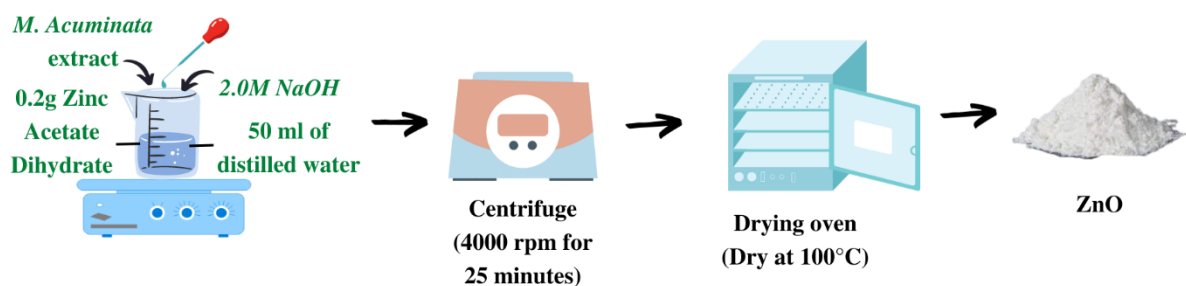 M. Acuminata
extract
0.2g Zinc
Acetate
Dihydrate
2.0M NaOH
50 ml of
distilled water
Centrifuge
(4000 rpm for
25 minutes)
Drying oven
(Dry at 100°C)
ZnO